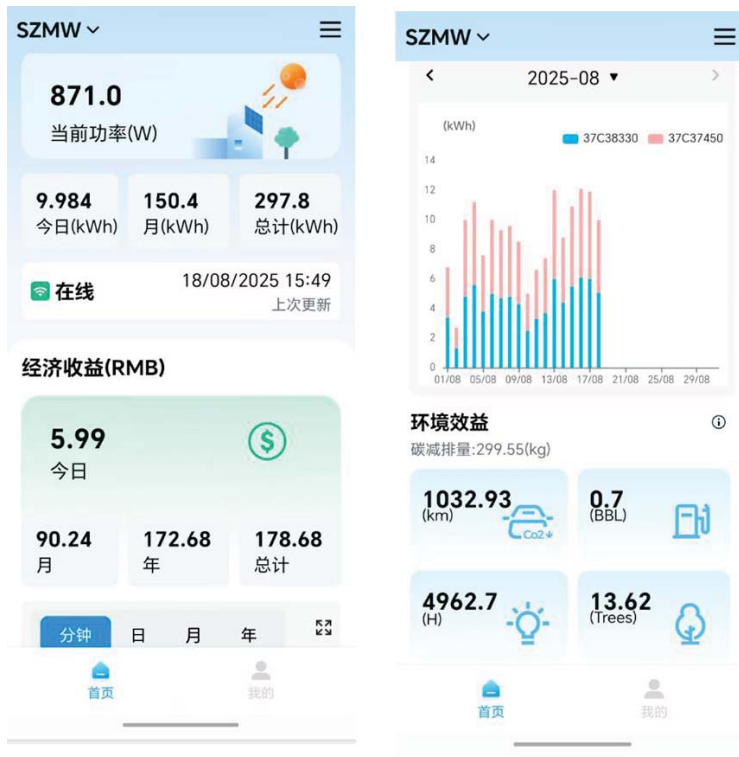 SZMW
871.0
当前功率(W)
9.984
今日(kWh)
150.4
月(kWh)
297.8
总计(kWh)
在线
18/08/2025 15:49
上次更新
经济收益(RMB)
5.99
今日
$
90.24
月
172.68
年
178.68
总计
分钟 日 月 年
首页 我的
SZMW
2025-08
(kWh)
37C38330 37C37450
14
12
10
8
6
4
2
0
01/08 05/08 09/08 13/08 17/08 21/08 25/08 29/08
环境效益
碳减排量:299.55(kg)
1032.93
(km)
Co2
0.7
(BBL)
4962.7
(H)
13.62
(Trees)
首页 我的